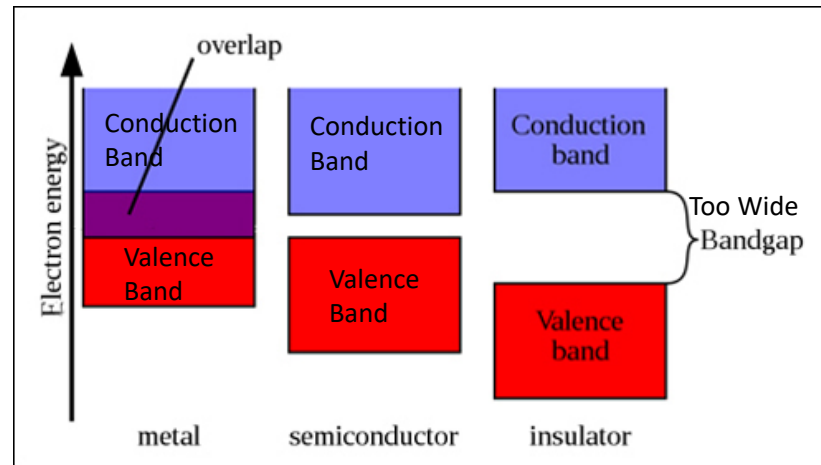 overlap
Electron energy
Conduction
Band
Valence
Band
Conduction
Band
Valence
Band
Conduction
band
Valence
band
Too Wide
Bandgap
metal
semiconductor
insulator